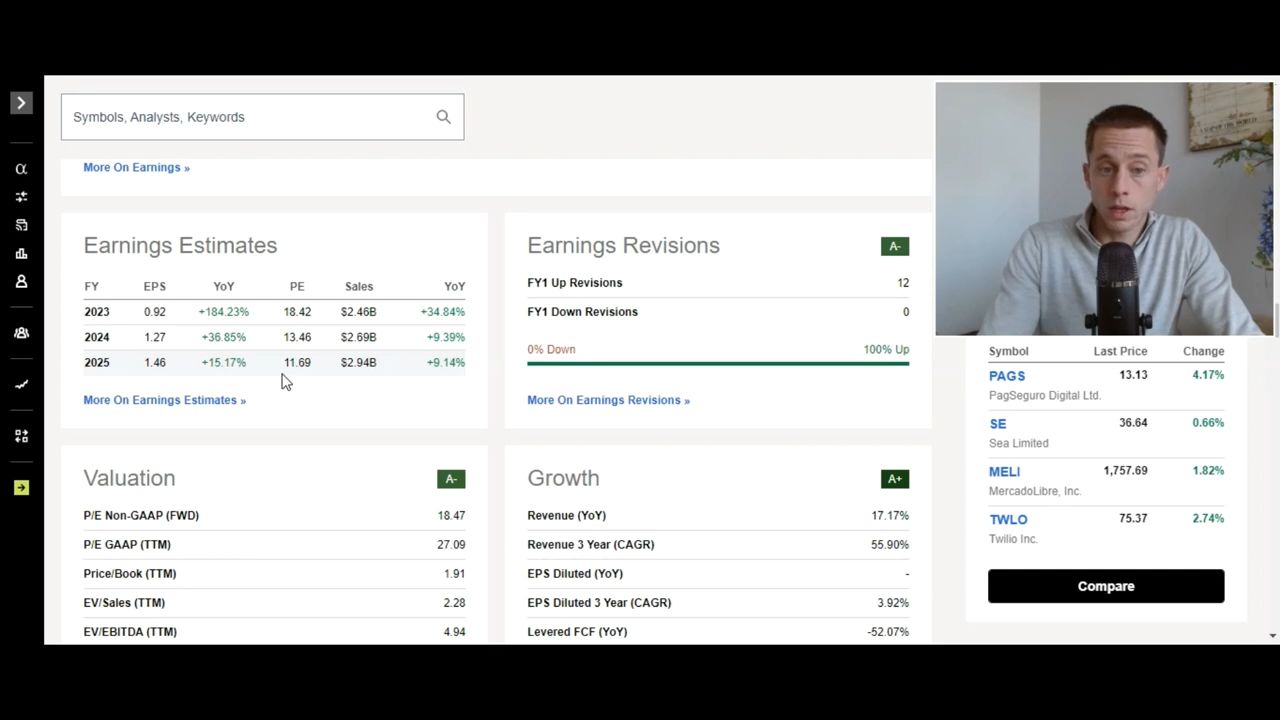 Symbols, Analysts, Keywords
More On Earnings »
Earnings Estimates
FY EPS YoY PE Sales YoY
2023 0.92 +184.23% 18.42 $2.46B +34.84%
2024 1.27 +36.85% 13.46 $2.69B +9.39%
2025 1.46 +15.17% 11.69 $2.94B +9.14%
More On Earnings Estimates »
Earnings Revisions A-
FY1 Up Revisions 12
FY1 Down Revisions 0
0% Down 100% Up
More On Earnings Revisions »
Valuation A-
P/E Non-GAAP (FWD) 18.47
P/E GAAP (TTM) 27.09
Price/Book (TTM) 1.91
EV/Sales (TTM) 2.28
EV/EBITDA (TTM) 4.94
Growth A+
Revenue (YoY) 17.17%
Revenue 3 Year (CAGR) 55.90%
EPS Diluted (YoY) -
EPS Diluted 3 Year (CAGR) 3.92%
Levered FCF (YoY) -52.07%
Symbol Last Price Change
PAGS 13.13 4.17%
PagSeguro Digital Ltd.
SE 36.64 0.66%
Sea Limited
MELI 1,757.69 1.82%
MercadoLibre, Inc.
TWLO 75.37 2.74%
Twilio Inc.
Compare